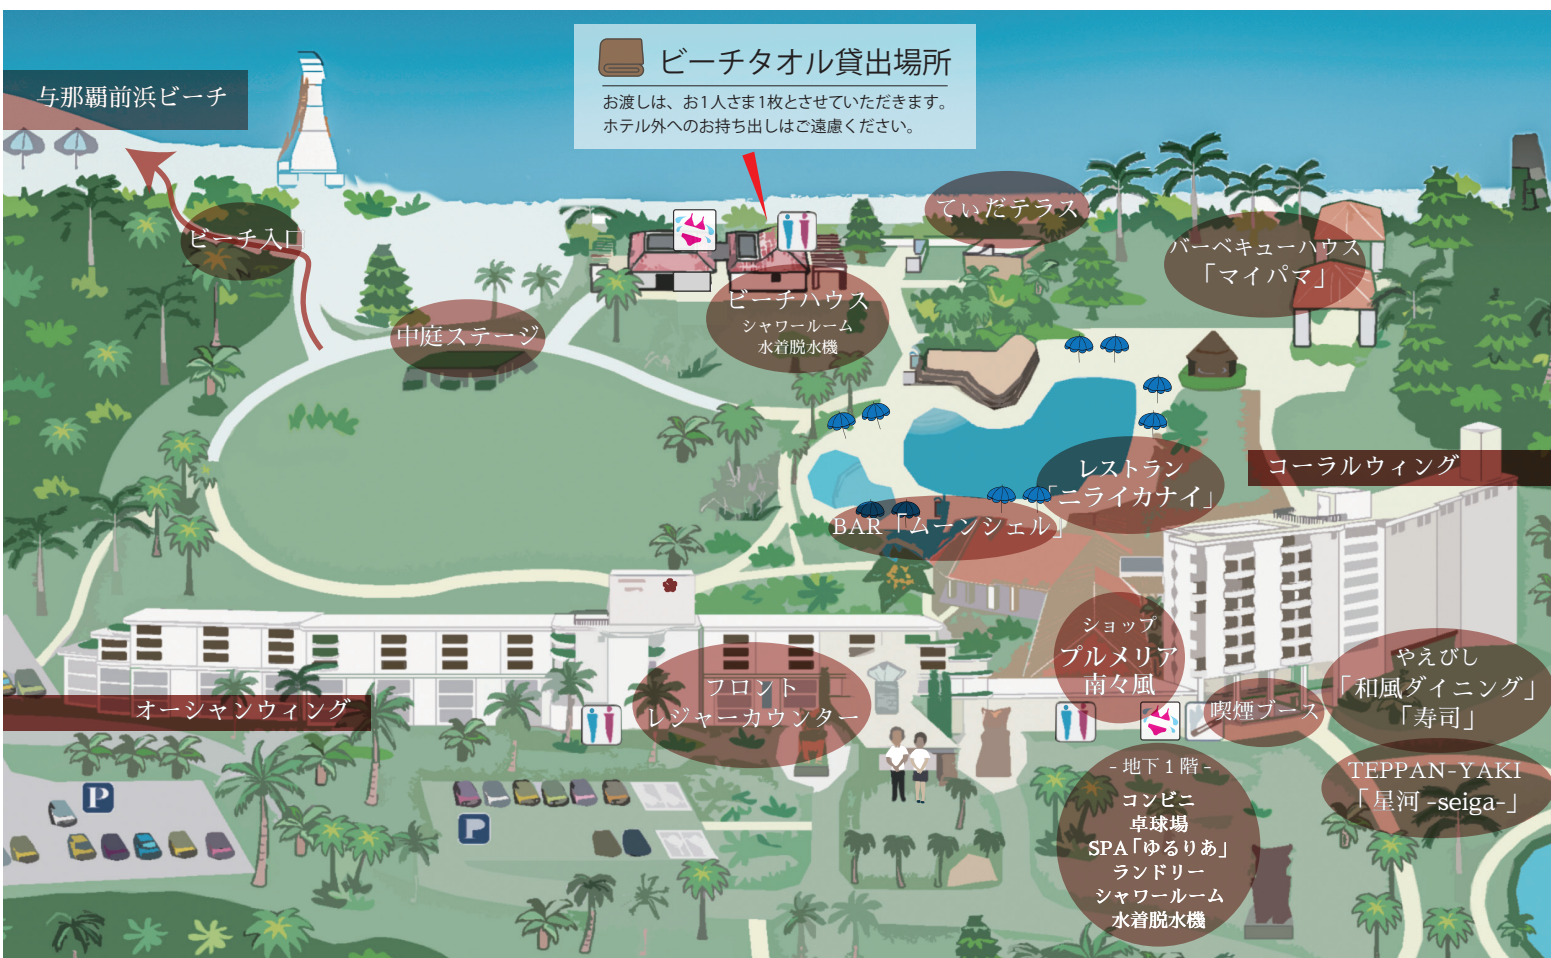 ビーチタオル貸出場所
お渡しは、お1人さま1枚とさせていただきます。
ホテル外へのお持ち出しはご遠慮ください。
与那覇前浜ビーチ
ビーチ入口
てぃだテラス
バーベキューハウス
「マイパマ」
ビーチハウス
シャワールーム
水着脱水機
中庭ステージ
レストラン
「ニライカナイ」
コーラルウィング
BAR「ムーンシェル」
ショップ
プルメリア
南々風
フロント
レジャーカウンター
オーシャンウィング
喫煙ブース
やえびし
「和風ダイニング」
「寿司」
TEPPAN-YAKI
「星河 -seiga-」
- 地下1階 -
コンビニ
卓球場
SPA「ゆるりあ」
ランドリー
シャワールーム
水着脱水機
P
P